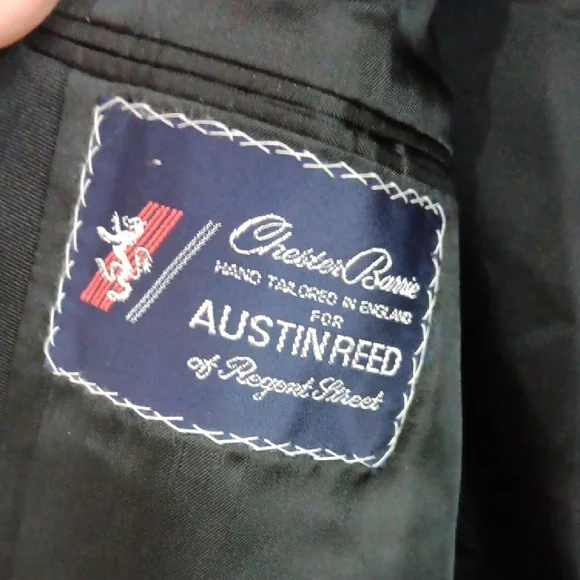 Chester Barrie
HAND TAILORED IN ENGLAND
FOR
AUSTIN REED
of Regent Street